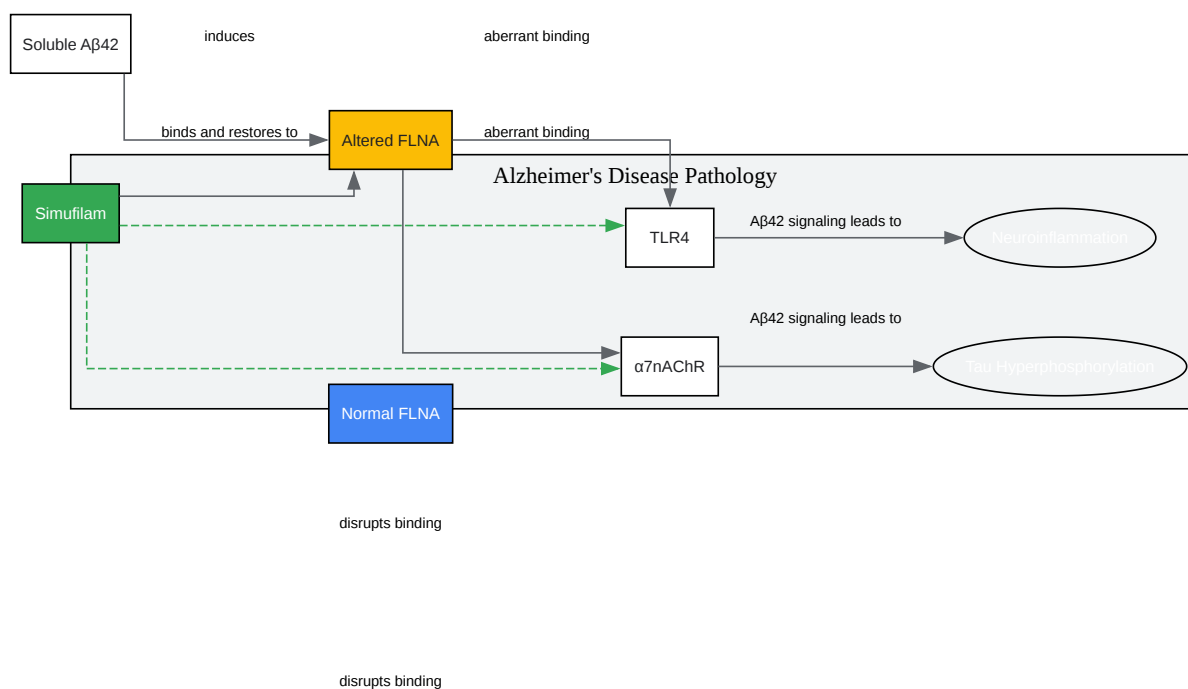 induces
aberrant binding
Soluble Aβ42
binds and restores to
Altered FLNA
aberrant binding
Alzheimer's Disease Pathology
Simufilam
TLR4
Aβ42 signaling leads to
Neuroinflammation
Aβ42 signaling leads to
α7nAChR
Tau Hyperphosphorylation
Normal FLNA
disrupts binding
disrupts binding